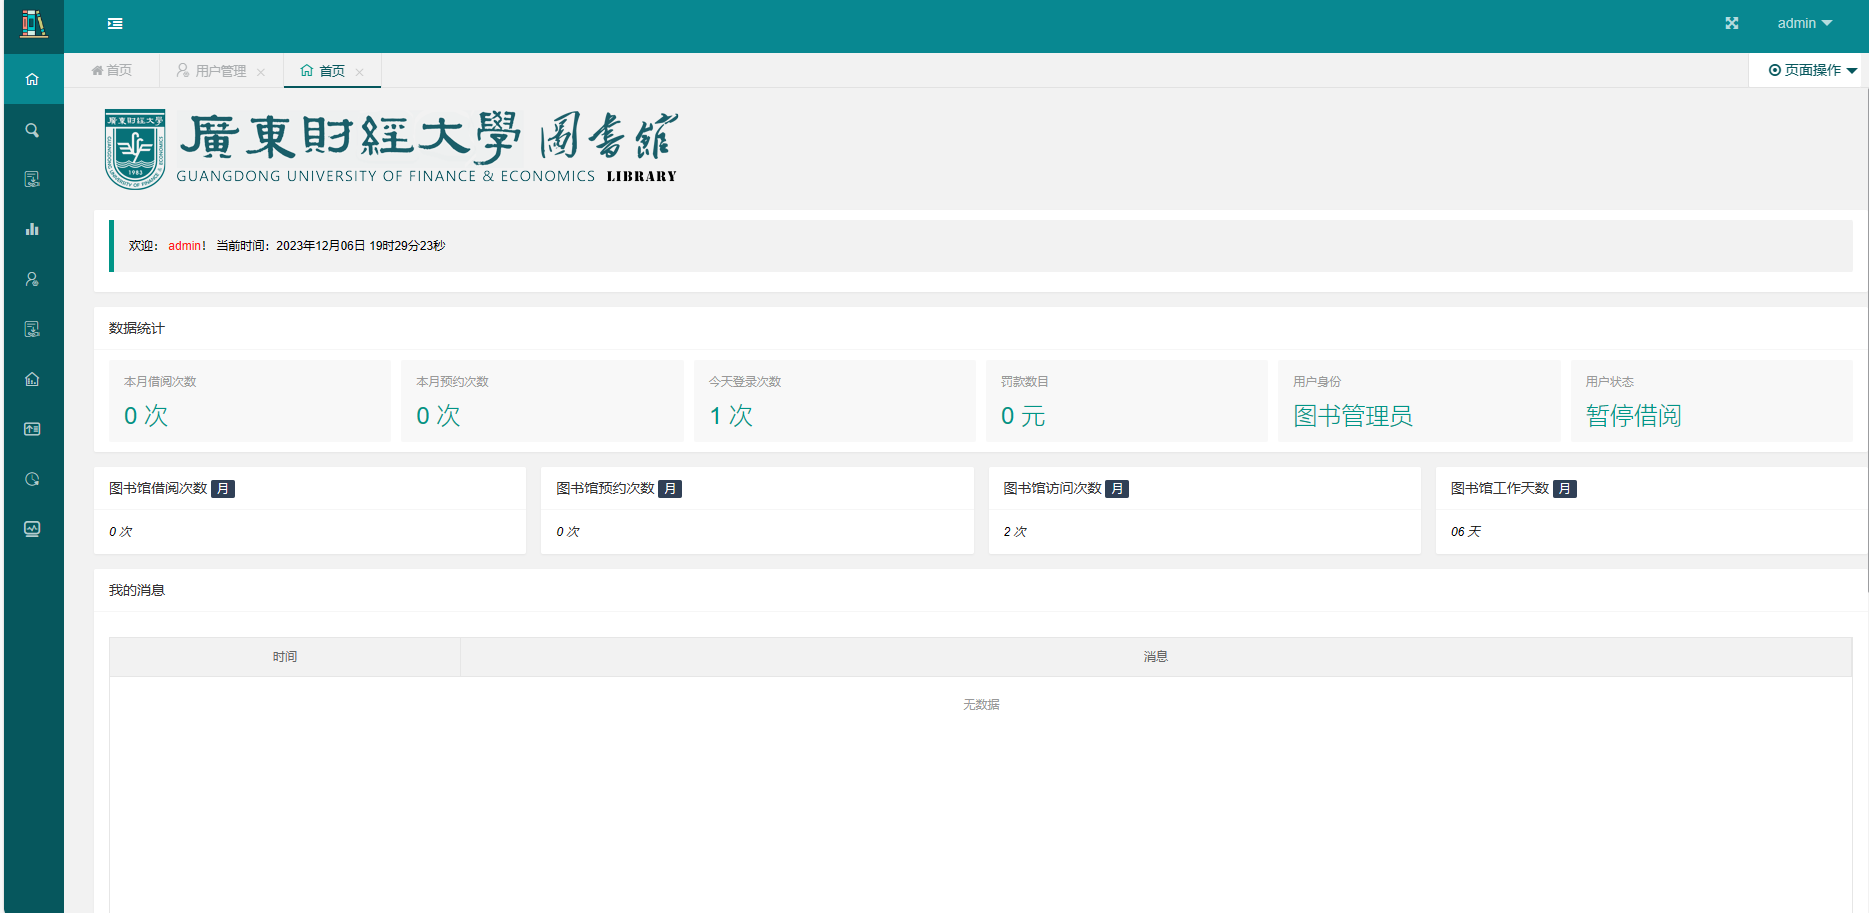 admin
首页
用户管理
首页
页面操作
廣東財經大學
1983
廣東財經大學 圖書館
GUANGDONG UNIVERSITY OF FINANCE & ECONOMICS LIBRARY
欢迎： admin！ 当前时间：2023年12月06日 19时29分23秒
数据统计
本月借阅次数
0 次
本月预约次数
0 次
今天登录次数
1 次
罚款数目
0 元
用户身份
图书管理员
用户状态
暂停借阅
图书馆借阅次数 月
0 次
图书馆预约次数 月
0 次
图书馆访问次数 月
2 次
图书馆工作天数 月
06 天
我的消息
时间 消息
无数据